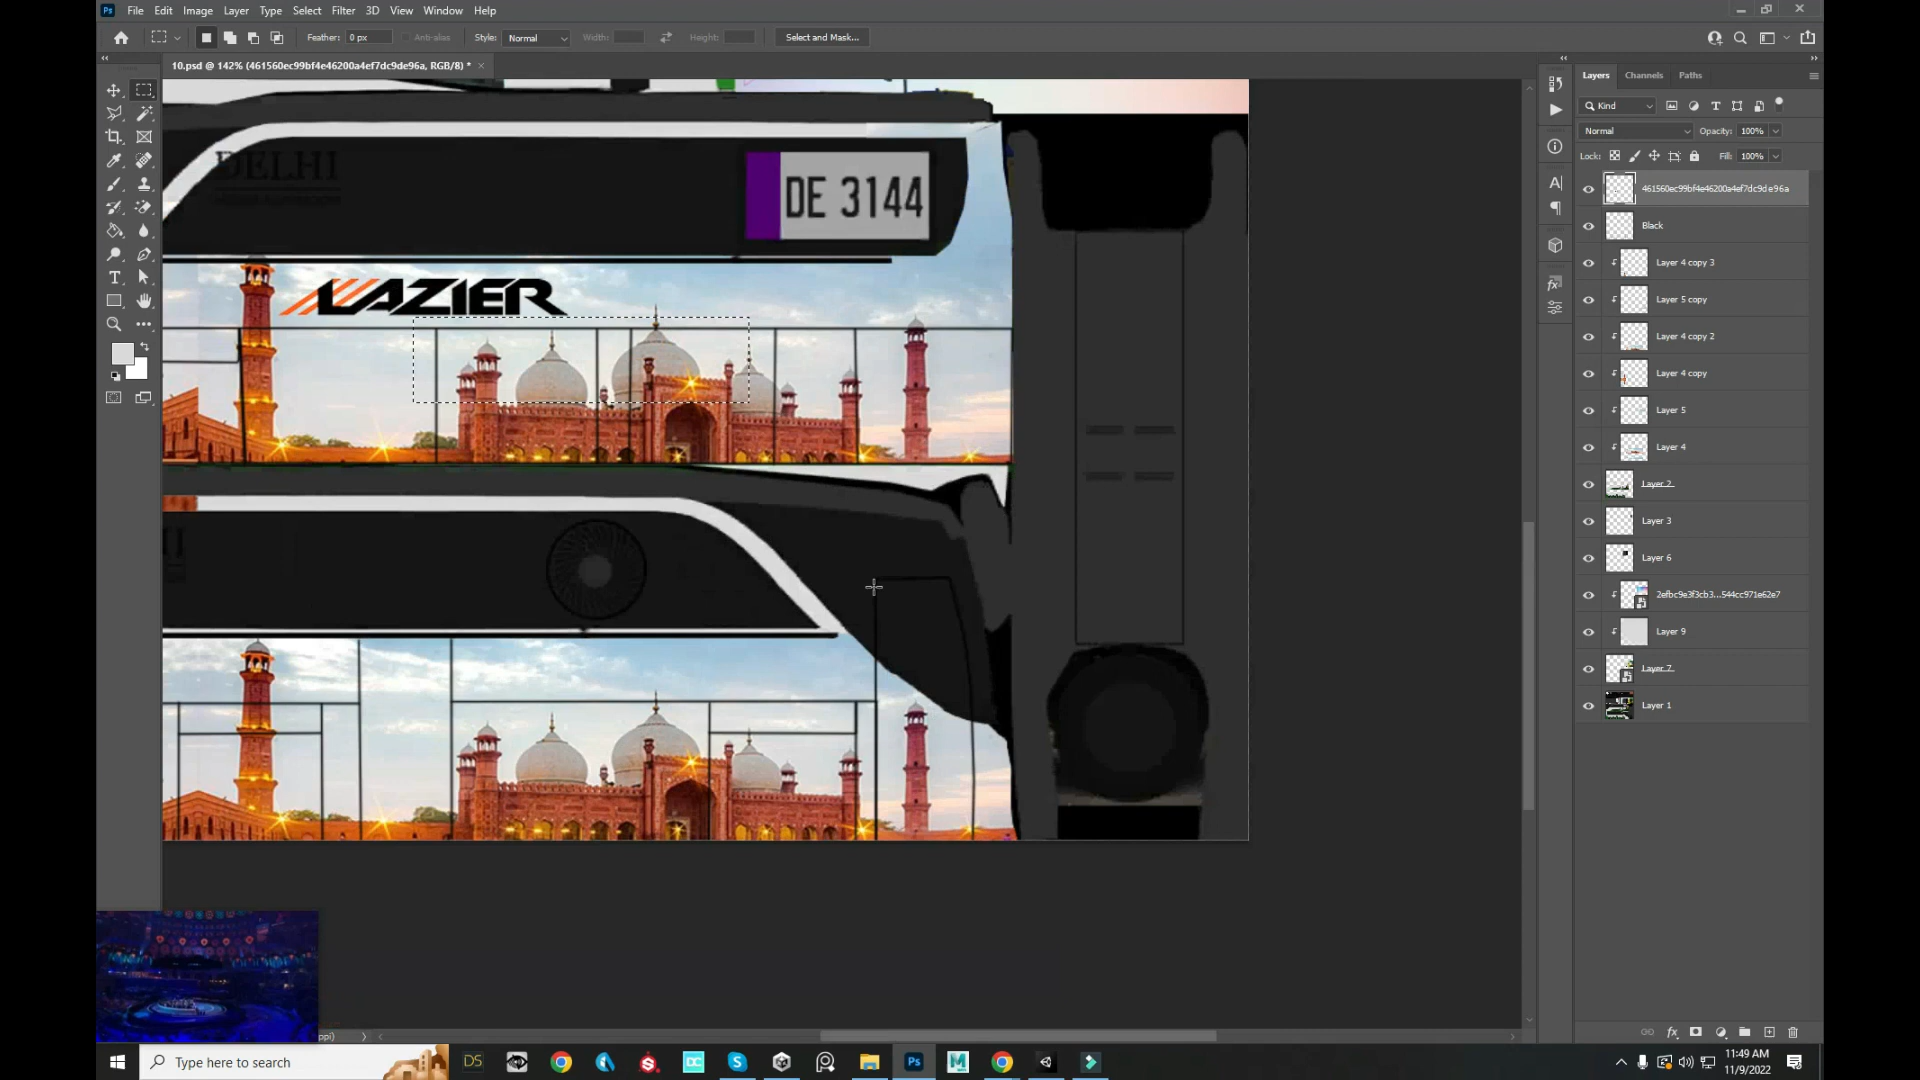 Ps File Edit Image Layer Type Select Filter 3D View Window Help
Feather: 0 px Anti-alias Style: Normal Width: Height: Select and Mask...
10.psd @ 142% (461560ec99bf4e46200a4ef7dc9de96a, RGB/8) * ×
Layers Channels Paths
Kind
Normal Opacity: 100%
Lock: Fill: 100%
461560ec99bf4e46200a4ef7dc9de96a
Black
Layer 4 copy 3
Layer 5 copy
Layer 4 copy 2
Layer 4 copy
Layer 5
Layer 4
Layer 2
Layer 3
Layer 6
2efbc9e3f3cb3...544cc971e62e7
Layer 9
Layer 7
Layer 1
DELHI
DE 3144
LAZIER
ppi)
Type here to search
DS
DC
Ps
11:49 AM
11/9/2022